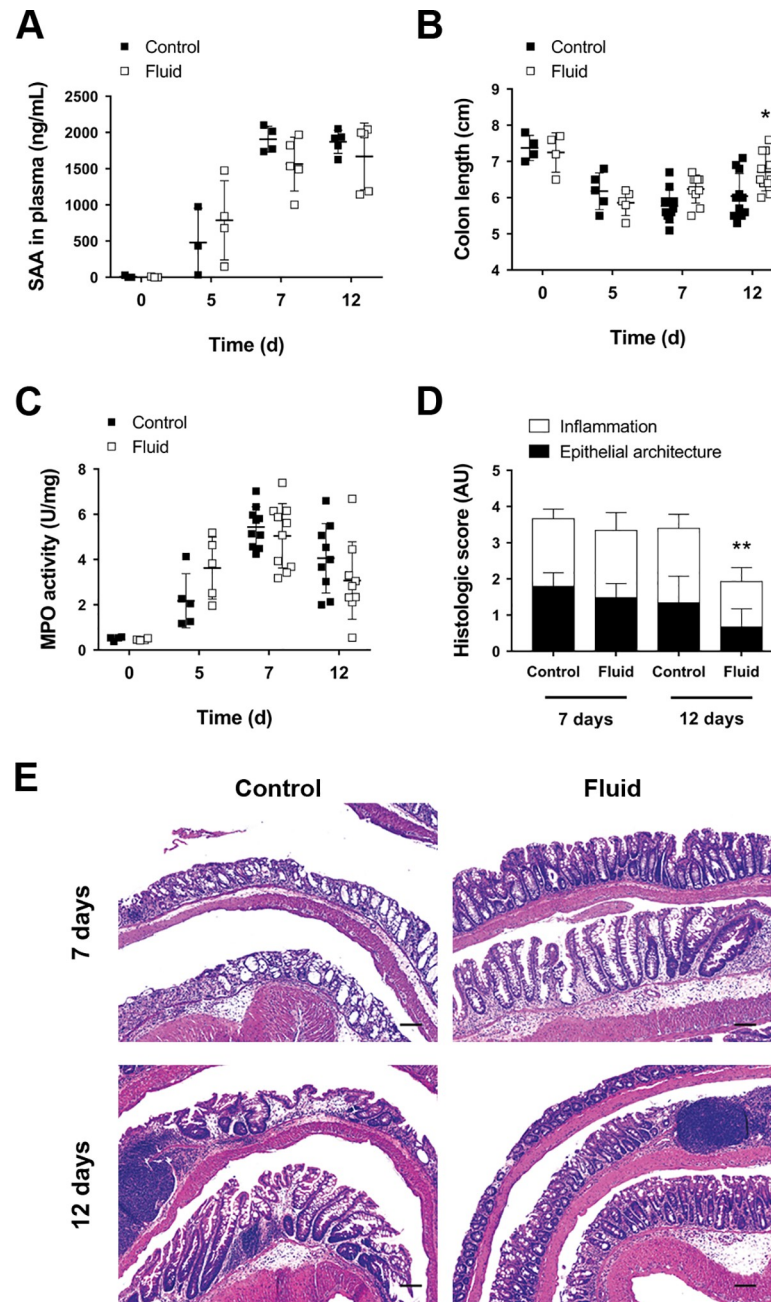 A
Control
Fluid
SAA in plasma (ng/mL)
2500
2000
1500
1000
500
0
0 5 7 12
Time (d)
B
Control
Fluid
Colon length (cm)
9
8
7
6
5
4
*
0 5 7 12
Time (d)
C
Control
Fluid
MPO activity (U/mg)
8
6
4
2
0
0 5 7 12
Time (d)
D
Inflammation
Epithelial architecture
Histologic score (AU)
5
4
3
2
1
0
**
Control Fluid Control Fluid
7 days 12 days
E
Control Fluid
7 days
12 days